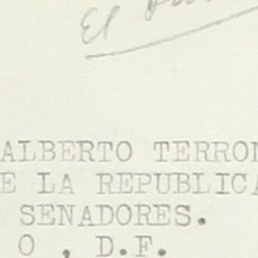 El
ALBERTO TERRON
E LA REPUBLICA
SENADORES.
O , D.F.